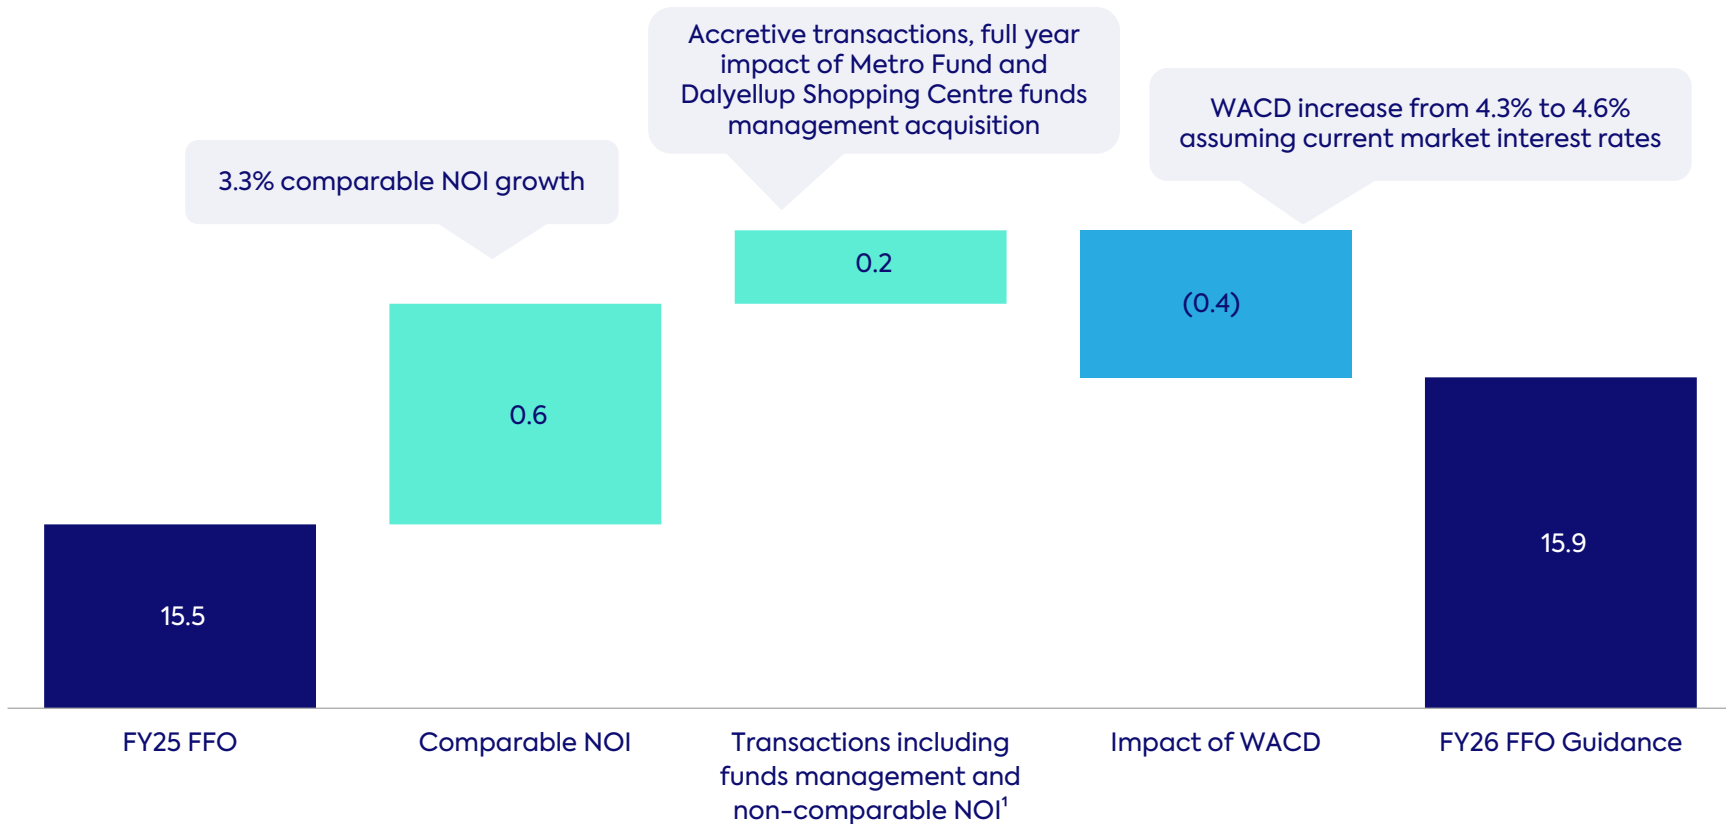 Accretive transactions, full year
impact of Metro Fund and
Dalyellup Shopping Centre funds
management acquisition
WACD increase from 4.3% to 4.6%
assuming current market interest rates
3.3% comparable NOI growth
0.2
(0.4)
0.6
15.9
15.5
FY25 FFO
Comparable NOI
Transactions including
funds management and
non-comparable NOI¹
Impact of WACD
FY26 FFO Guidance